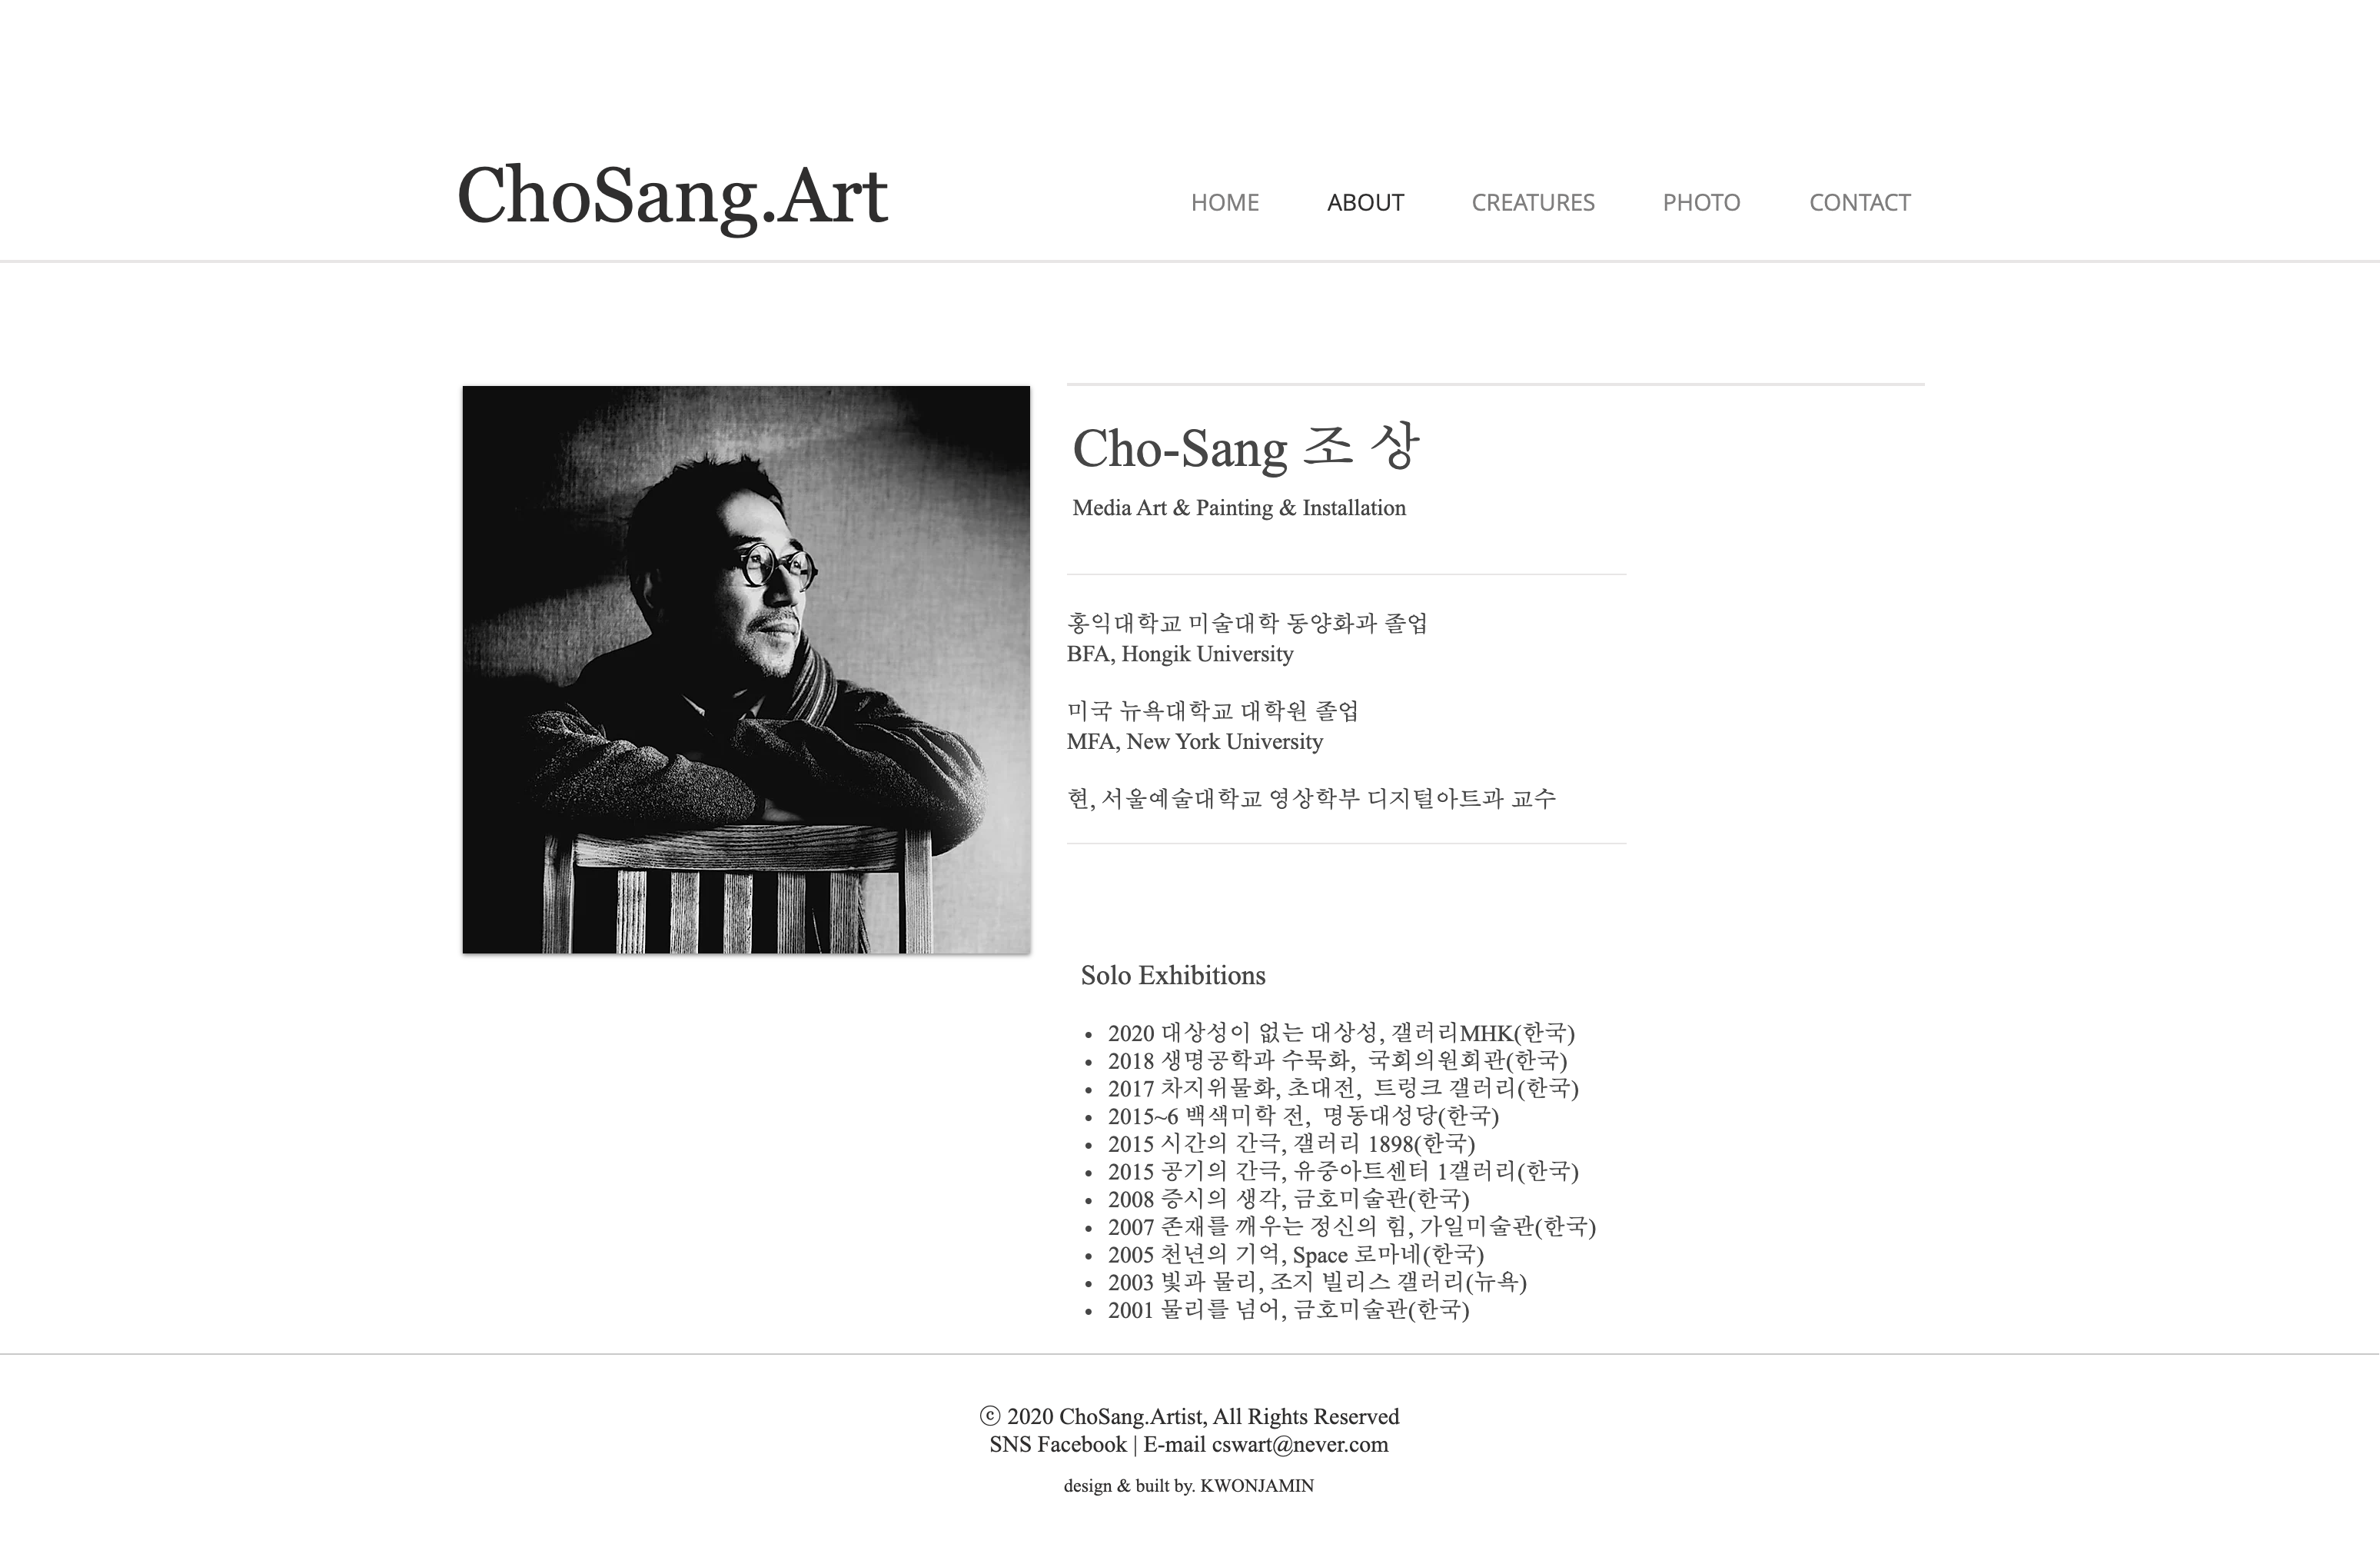 ChoSang.Art
HOME ABOUT CREATURES PHOTO CONTACT
Cho-Sang 조 상
Media Art & Painting & Installation
홍익대학교 미술대학 동양화과 졸업
BFA, Hongik University
미국 뉴욕대학교 대학원 졸업
MFA, New York University
현, 서울예술대학교 영상학부 디지털아트과 교수
Solo Exhibitions
• 2020 대상성이 없는 대상성, 갤러리MHK(한국)
• 2018 생명공학과 수묵화, 국회의원회관(한국)
• 2017 차지위물화, 초대전, 트렁크 갤러리(한국)
• 2015~6 백색미학 전, 명동대성당(한국)
• 2015 시간의 간극, 갤러리 1898(한국)
• 2015 공기의 간극, 유중아트센터 1갤러리(한국)
• 2008 증시의 생각, 금호미술관(한국)
• 2007 존재를 깨우는 정신의 힘, 가일미술관(한국)
• 2005 천년의 기억, Space 로마네(한국)
• 2003 빛과 물리, 조지 빌리스 갤러리(뉴욕)
• 2001 물리를 넘어, 금호미술관(한국)
ⓒ 2020 ChoSang.Artist, All Rights Reserved
SNS Facebook | E-mail cswart@never.com
design & built by. KWONJAMIN